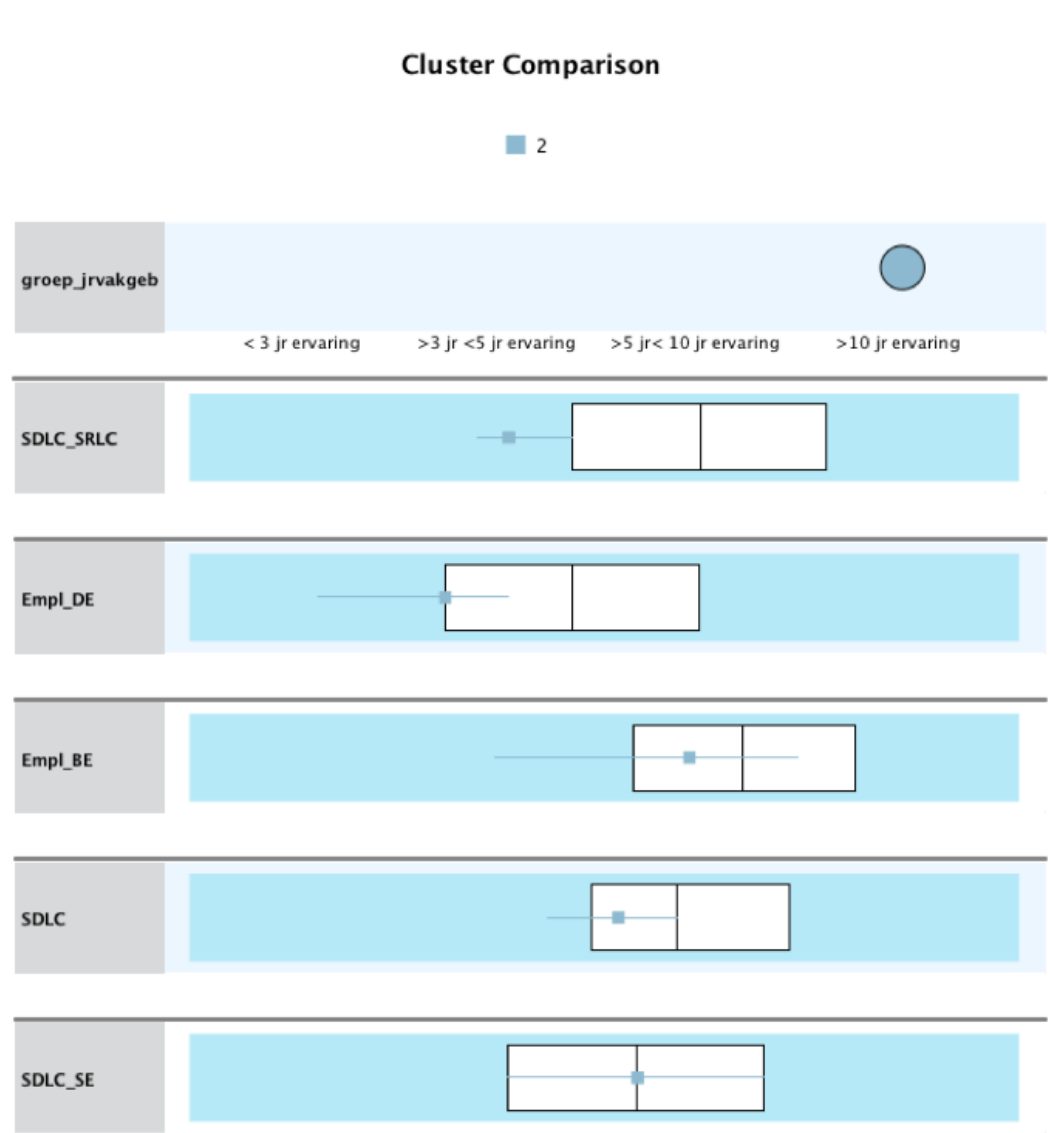 Cluster Comparison
2
groep_jrvakgeb
< 3 jr ervaring >3 jr <5 jr ervaring >5 jr< 10 jr ervaring >10 jr ervaring
SDLC_SRLC
Empl_DE
Empl_BE
SDLC
SDLC_SE